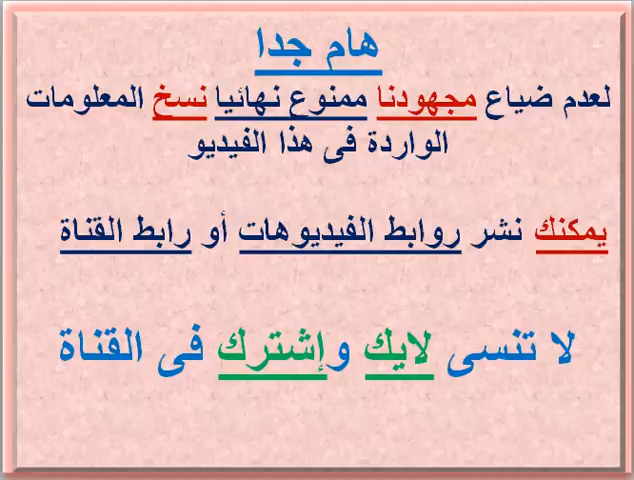 هام جدا
لعدم ضياع مجهودنا ممنوع نهائيا نسخ المعلومات
الواردة فى هذا الفيديو
يمكنك نشر روابط الفيديوهات أو رابط القناة
لا تنسى لايك وإشترك فى القناة